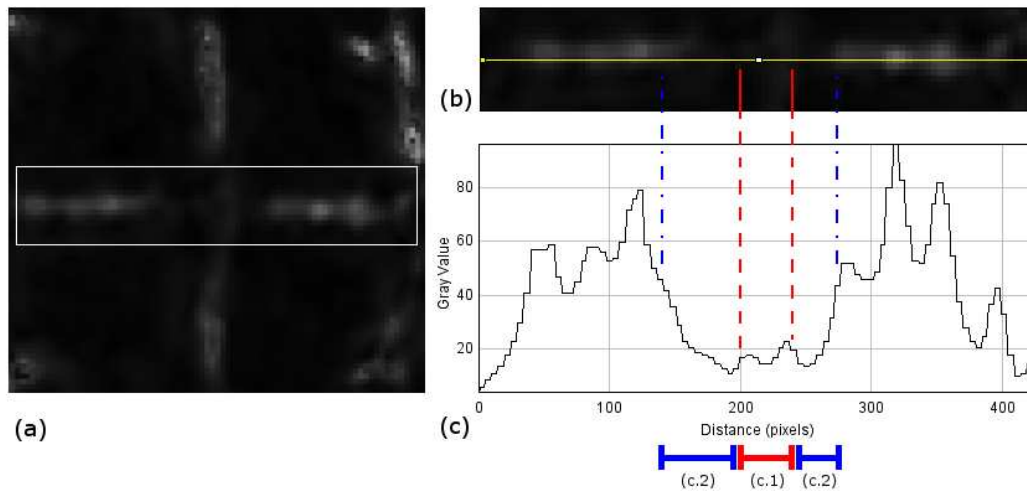 (a)
(b)
Gray Value
80
60
40
20
0 100 200 300 400
Distance (pixels)
(c)
(c.2) (c.1) (c.2)